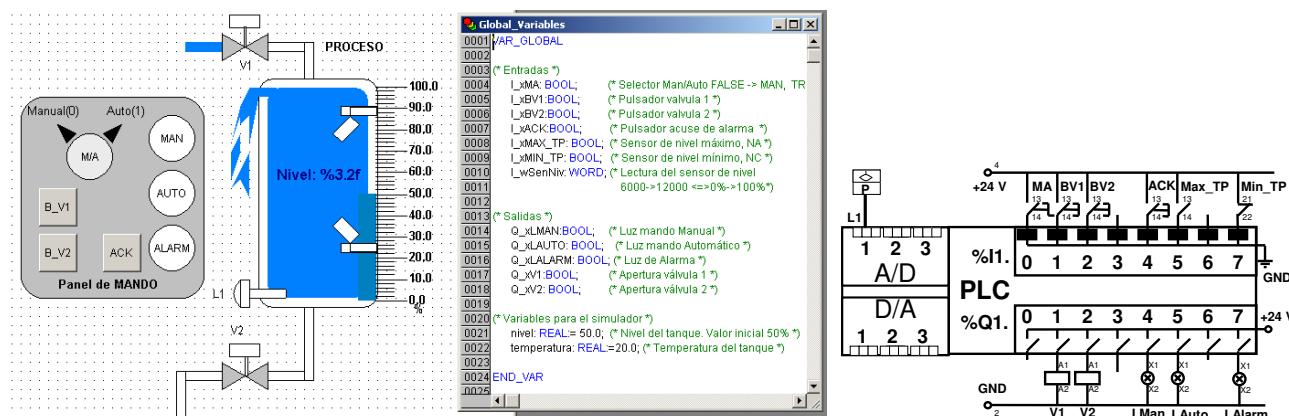 PROCESO
V1
Manual(0) Auto(1)
M/A
MAN
AUTO
ALARM
B_V1
B_V2
ACK
Panel de MANDO
L1
V2
Nivel: %3.2f
100.0
90.0
80.0
70.0
60.0
50.0
40.0
30.0
20.0
10.0
0.0
%
Global_Variables
0001 VAR_GLOBAL
0002
0003 (* Entradas *)
0004 I_xMA: BOOL; (* Selector Man/Auto FALSE -> MAN, TR
0005 I_xBV1:BOOL; (* Pulsador valvula 1 *)
0006 I_xBV2:BOOL; (* Pulsador valvula 2 *)
0007 I_xACK:BOOL; (* Pulsador acuse de alarma *)
0008 I_xMAX_TP: BOOL; (* Sensor de nivel máximo, NA *)
0009 I_xMIN_TP: BOOL; (* Sensor de nivel mínimo, NC *)
0010 I_wSenNiv: WORD; (* Lectura del sensor de nivel
0011 6000->12000 <=>0%->100%*)
0012
0013 (* Salidas *)
0014 Q_xLMAN:BOOL; (* Luz mando Manual *)
0015 Q_xLAUTO: BOOL; (* Luz mando Automático *)
0016 Q_xLALARM: BOOL; (* Luz de Alarma *)
0017 Q_xV1:BOOL; (* Apertura válvula 1 *)
0018 Q_xV2: BOOL; (* Apertura válvula 2 *)
0019
0020 (* Variables para el simulador *)
0021 nivel: REAL:= 50.0; (* Nivel del tanque. Valor inicial 50% *)
0022 temperatura: REAL:=20.0; (* Temperatura del tanque *)
0023
0024 END_VAR
0025
P
L1
1 2 3
A/D
D/A
1 2 3
PLC
4
+24 V
MA BV1 BV2 ACK Max_TP Min_TP
13 13 13 13 13 21
14 14 14 14 14 22
%I1.
0 1 2 3 4 5 6 7
GND
%Q1.
0 1 2 3 4 5 6 7
+24 V
A1 A1 X1 X1 X1
A2 A2 X2 X2 X2
GND
2
V1 V2 LMan LAuto LAlarm